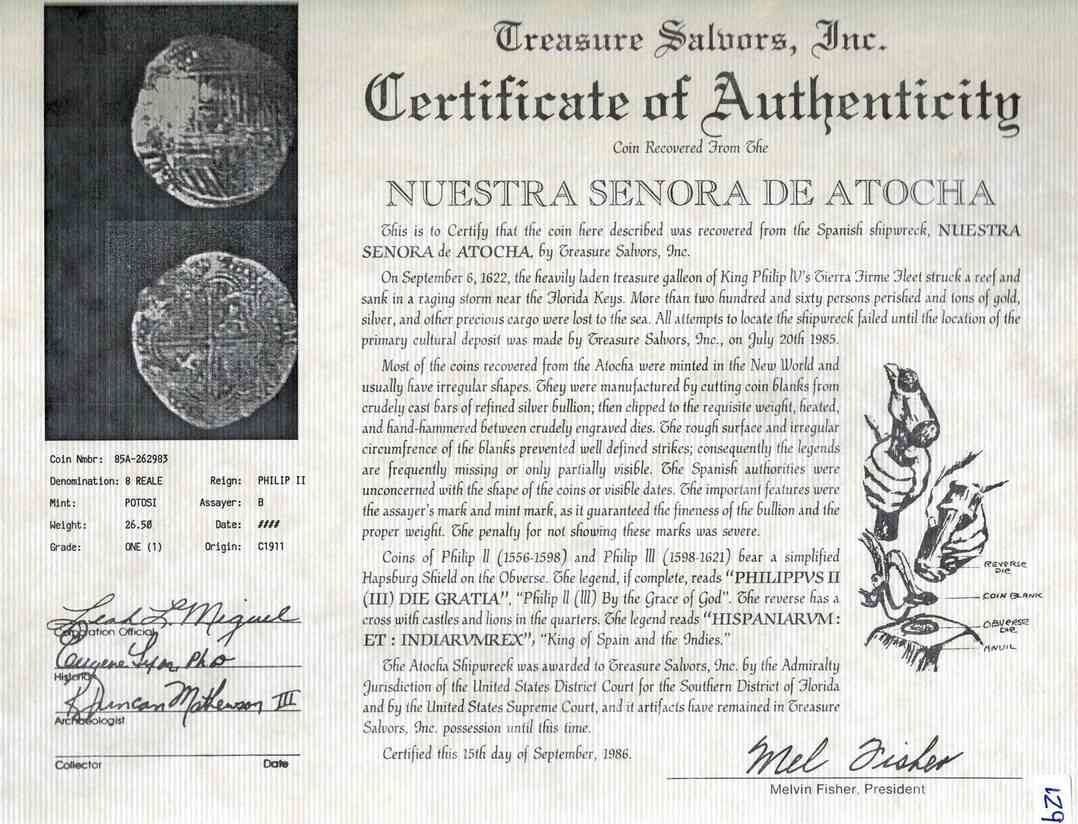 Treasure Salvors, Inc.
Certificate of Authenticity
Coin Recovered From The
NUESTRA SENORA DE ATOCHA
This is to Certify that the coin here described was recovered from the Spanish shipwreck, NUESTRA
SENORA de ATOCHA, by Treasure Salvors, Inc.
On September 6, 1622, the heavily laden treasure galleon of King Philip IV's Tierra Firme Fleet struck a reef and
sank in a raging storm near the Florida Keys. More than two hundred and sixty persons perished and tons of gold,
silver, and other precious cargo were lost to the sea. All attempts to locate the shipwreck failed until the location of the
primary cultural deposit was made by Treasure Salvors, Inc., on July 20th 1985.
Most of the coins recovered from the Atocha were minted in the New World and
usually have irregular shapes. They were manufactured by cutting coin blanks from
crudely cast bars of refined silver bullion; then clipped to the requisite weight, heated,
and hand-hammered between crudely engraved dies. The rough surface and irregular
circumfrence of the blanks prevented well defined strikes; consequently the legends
are frequently missing or only partially visible. The Spanish authorities were
unconcerned with the shape of the coins or visible dates. The important features were
the assayer's mark and mint mark, as it guaranteed the fineness of the bullion and the
proper weight. The penalty for not showing these marks was severe.
Coins of Philip II (1556-1598) and Philip III (1598-1621) bear a simplified
Hapsburg Shield on the Obverse. The legend, if complete, reads "PHILIPPVS II
(III) DIE GRATIA", "Philip II (III) By the Grace of God". The reverse has a
cross with castles and lions in the quarters. The legend reads "HISPANIARVM :
ET : INDIARVMREX", "King of Spain and the Indies."
The Atocha Shipwreck was awarded to Treasure Salvors, Inc. by the Admiralty
Jurisdiction of the United States District Court for the Southern District of Florida
and by the United States Supreme Court, and it artifacts have remained in Treasure
Salvors, Inc. possession until this time.
Certified this 15th day of September, 1986.
Mel Fisher
Melvin Fisher, President
REVERSE
DIE
COIN BLANK
OBVERSE
DIE
ANVIL
Coin Nmbr: 85A-262983
Denomination: 8 REALE Reign: PHILIP II
Mint: POTOSI Assayer: B
Weight: 26.50 Date: ####
Grade: ONE (1) Origin: C1911
Leah L. Miguel
Corporation Official
Eugene Lyon, PhD
Historian
R Duncan Mathewson III
Archeologist
Collector Date
129